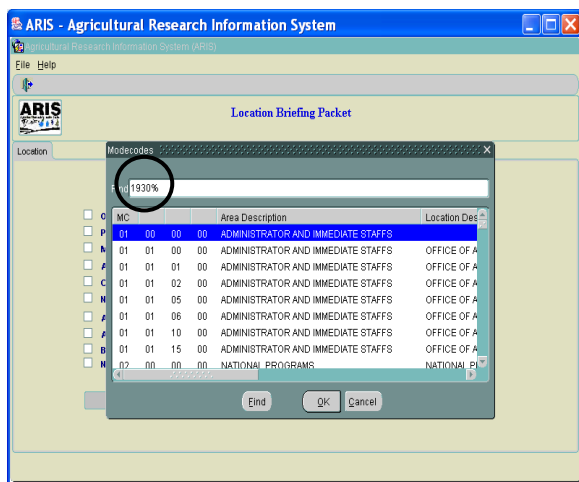 ARIS - Agricultural Research Information System
Agricultural Research Information System (ARIS)
File Help
ARIS
Location Briefing Packet
Location
Modecodes
Find 1930%
MC Area Description Location Des
01 00 00 00 ADMINISTRATOR AND IMMEDIATE STAFFS
01 01 00 00 ADMINISTRATOR AND IMMEDIATE STAFFS OFFICE OF A
01 01 01 00 ADMINISTRATOR AND IMMEDIATE STAFFS OFFICE OF A
01 01 02 00 ADMINISTRATOR AND IMMEDIATE STAFFS OFFICE OF A
01 01 05 00 ADMINISTRATOR AND IMMEDIATE STAFFS OFFICE OF A
01 01 06 00 ADMINISTRATOR AND IMMEDIATE STAFFS OFFICE OF A
01 01 10 00 ADMINISTRATOR AND IMMEDIATE STAFFS OFFICE OF A
01 01 15 00 ADMINISTRATOR AND IMMEDIATE STAFFS OFFICE OF A
02 00 00 00 NATIONAL PROGRAMS NATIONAL P
Find OK Cancel